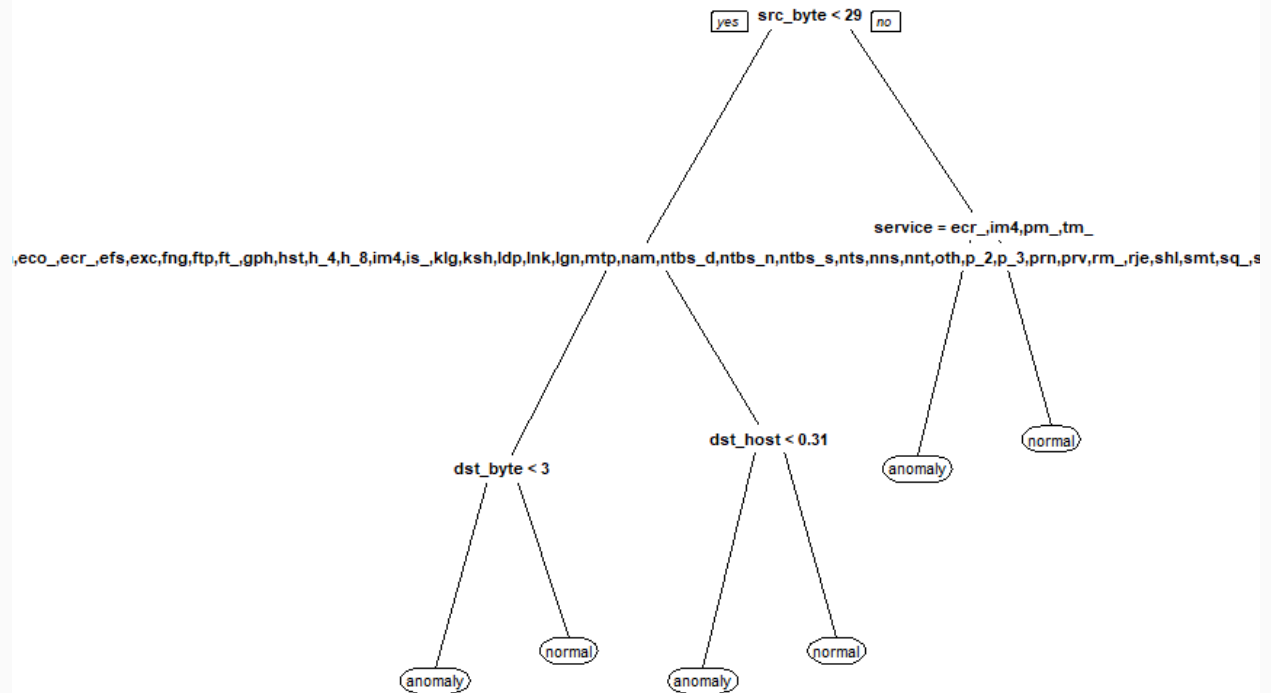 yes src_byte < 29 no
service = ecr_,im4,pm_,tm_
,eco_,ecr_,efs,exc,fng,ftp,ft_,gph,hst,h_4,h_8,im4,is_,klg,ksh,ldp,lnk,lgn,mtp,nam,ntbs_d,ntbs_n,ntbs_s,nts,nns,nnt,oth,p_2,p_3,prn,prv,rm_,rje,shl,smt,sq_,s
dst_host < 0.31
normal
dst_byte < 3
anomaly
normal
normal
anomaly
anomaly